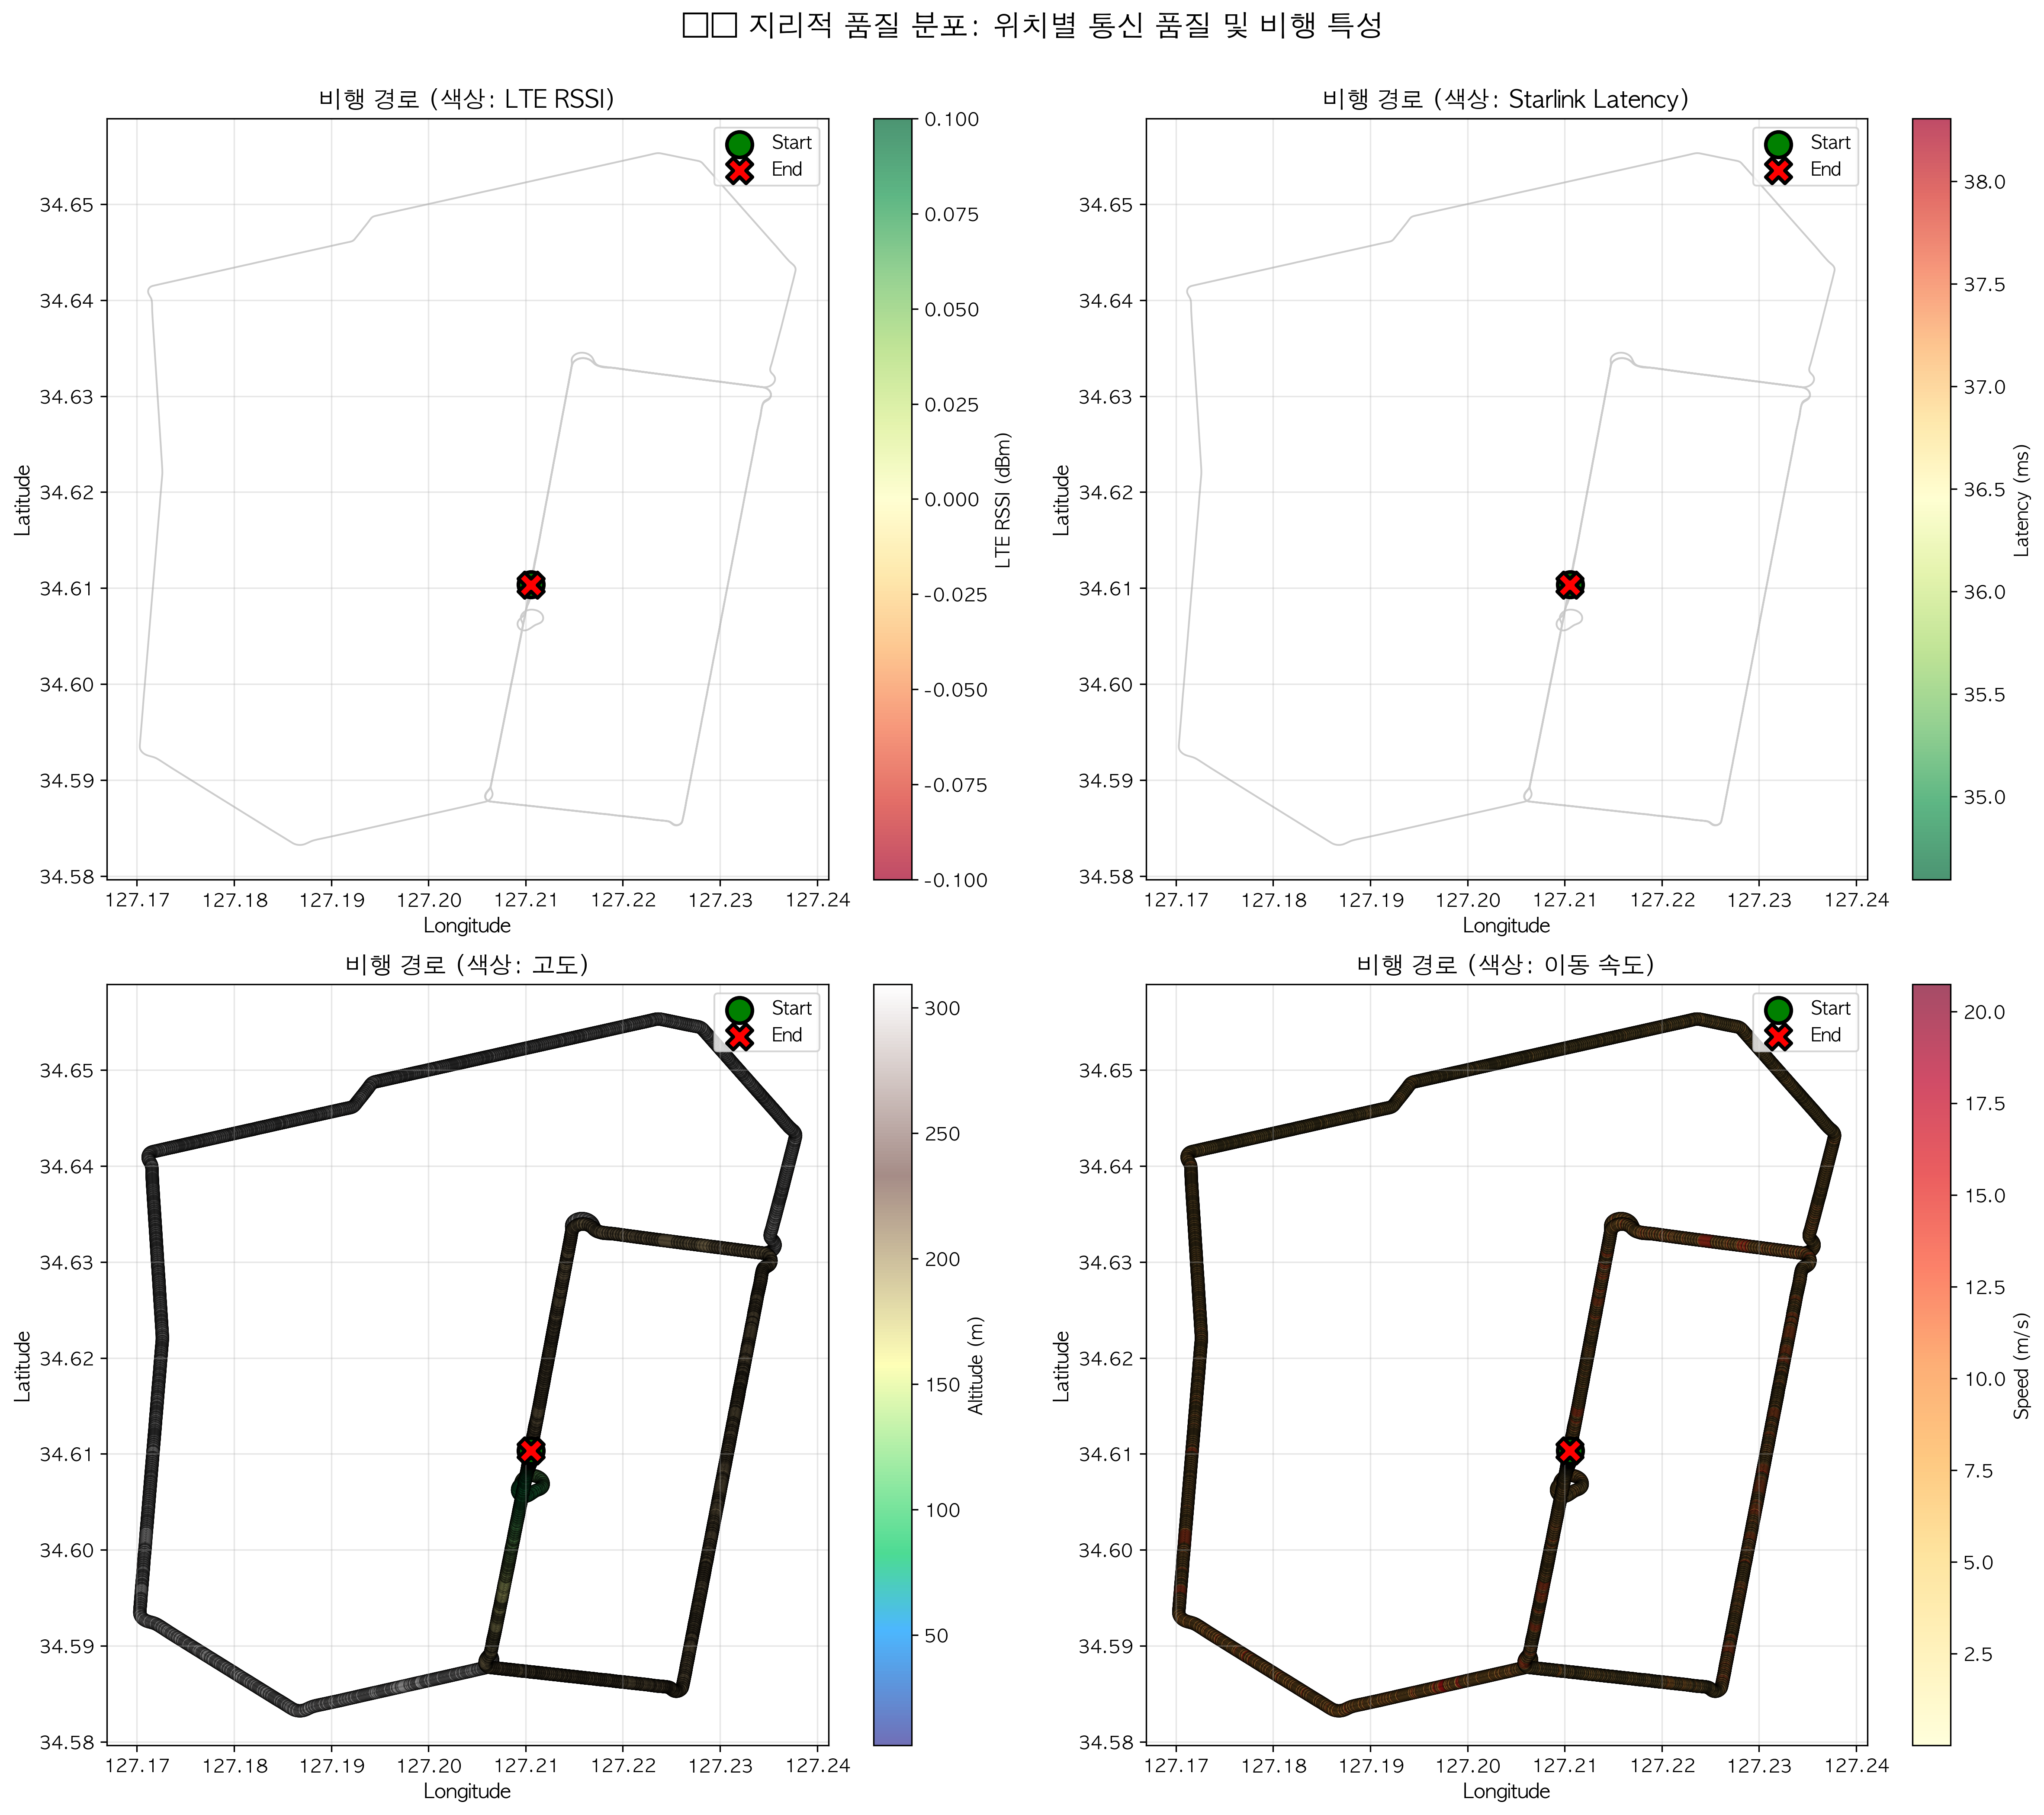 □□ 지리적 품질 분포: 위치별 통신 품질 및 비행 특성
비행 경로 (색상: LTE RSSI)
Start
End
34.65
34.64
34.63
34.62
34.61
34.60
34.59
34.58
Latitude
127.17 127.18 127.19 127.20 127.21 127.22 127.23 127.24
Longitude
0.100
0.075
0.050
0.025
0.000
-0.025
-0.050
-0.075
-0.100
LTE RSSI (dBm)
비행 경로 (색상: Starlink Latency)
Start
End
34.65
34.64
34.63
34.62
34.61
34.60
34.59
34.58
Latitude
127.17 127.18 127.19 127.20 127.21 127.22 127.23 127.24
Longitude
38.0
37.5
37.0
36.5
36.0
35.5
35.0
Latency (ms)
비행 경로 (색상: 고도)
Start
End
34.65
34.64
34.63
34.62
34.61
34.60
34.59
34.58
Latitude
127.17 127.18 127.19 127.20 127.21 127.22 127.23 127.24
Longitude
300
250
200
150
100
50
Altitude (m)
비행 경로 (색상: 이동 속도)
Start
End
34.65
34.64
34.63
34.62
34.61
34.60
34.59
34.58
Latitude
127.17 127.18 127.19 127.20 127.21 127.22 127.23 127.24
Longitude
20.0
17.5
15.0
12.5
10.0
7.5
5.0
2.5
Speed (m/s)